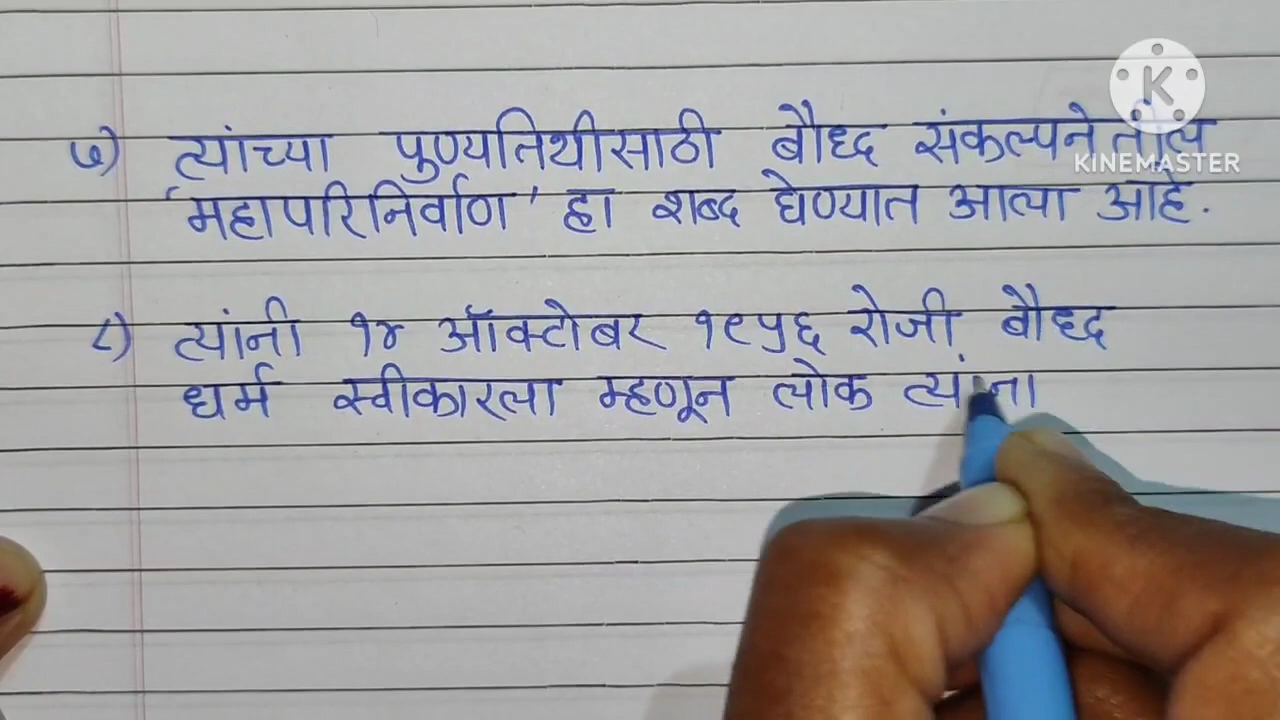 ७) त्यांच्या पुण्यतिथीसाठी बौध्द संकल्पनेतील
'महापरिनिर्वाण' हा शब्द घेण्यात आला आहे.
८) त्यांनी १४ ऑक्टोबर १९५६ रोजी बौध्द
धर्म स्वीकारला म्हणून लोक त्यांना
K
KINEMASTER